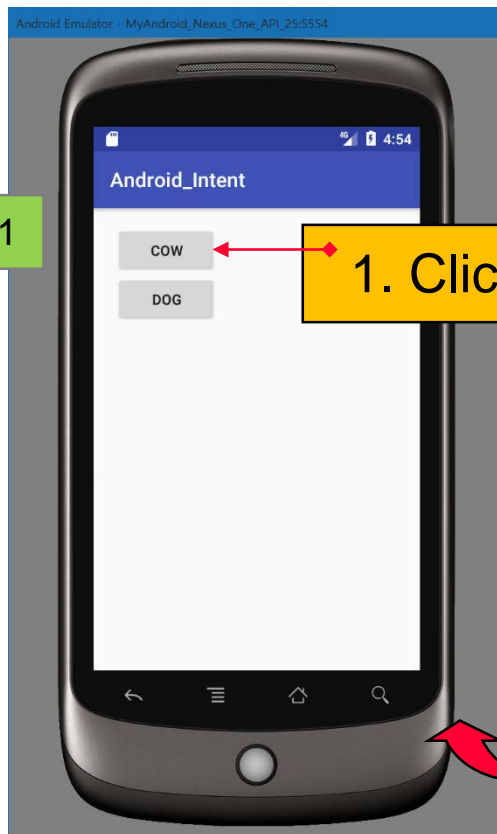 Android Emulator - MyAndroid_Nexus_One_API_25:5554
4G 4:54
Android_Intent
1
COW
1. Clic
DOG